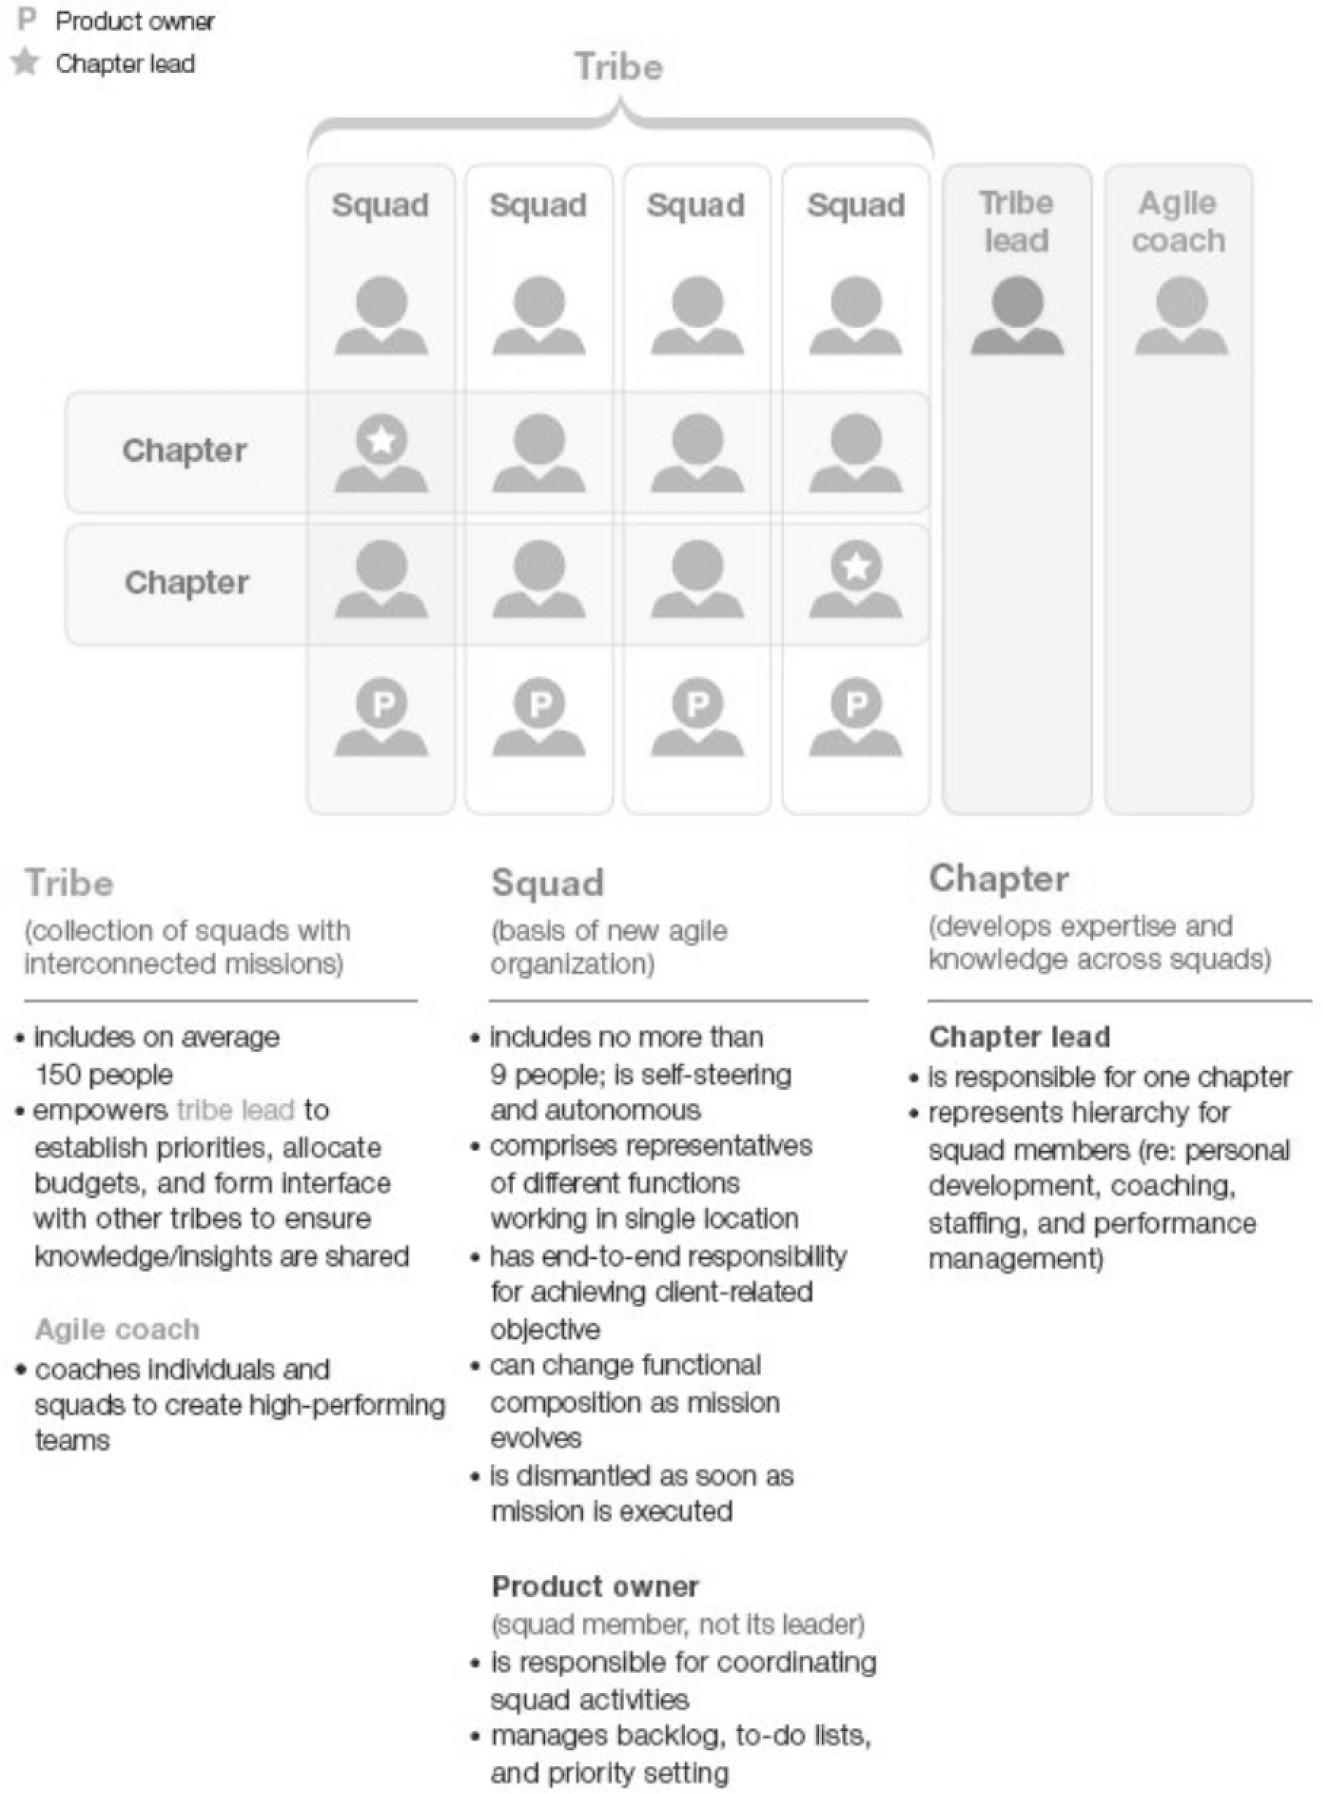 P Product owner
★ Chapter lead
Tribe
Squad Squad Squad Squad Tribe lead Agile coach
Chapter
Chapter
P P P P
Tribe
(collection of squads with
interconnected missions)
• includes on average
150 people
• empowers tribe lead to
establish priorities, allocate
budgets, and form interface
with other tribes to ensure
knowledge/insights are shared
Agile coach
• coaches individuals and
squads to create high-performing
teams
Squad
(basis of new agile
organization)
• includes no more than
9 people; is self-steering
and autonomous
• comprises representatives
of different functions
working in single location
• has end-to-end responsibility
for achieving client-related
objective
• can change functional
composition as mission
evolves
• is dismantled as soon as
mission is executed
Product owner
(squad member, not its leader)
• is responsible for coordinating
squad activities
• manages backlog, to-do lists,
and priority setting
Chapter
(develops expertise and
knowledge across squads)
Chapter lead
• is responsible for one chapter
• represents hierarchy for
squad members (re: personal
development, coaching,
staffing, and performance
management)